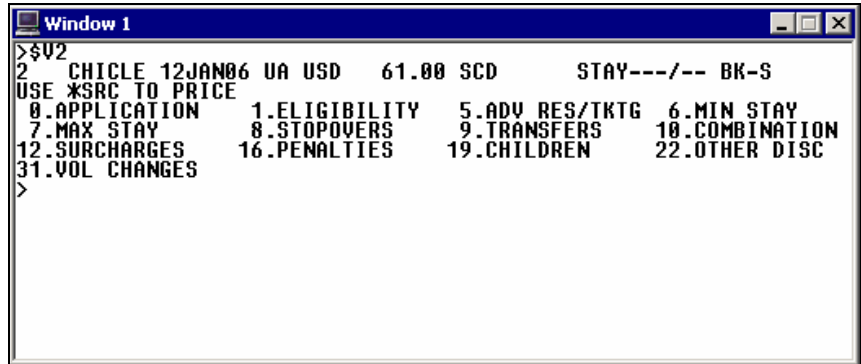 Window 1
>$V2
2 CHICLE 12JAN06 UA USD 61.00 SCD STAY---/-- BK-S
USE *SRC TO PRICE
0.APPLICATION 1.ELIGIBILITY 5.ADV RES/TKTG 6.MIN STAY
7.MAX STAY 8.STOPOVERS 9.TRANSFERS 10.COMBINATION
12.SURCHARGES 16.PENALTIES 19.CHILDREN 22.OTHER DISC
31.VOL CHANGES
>